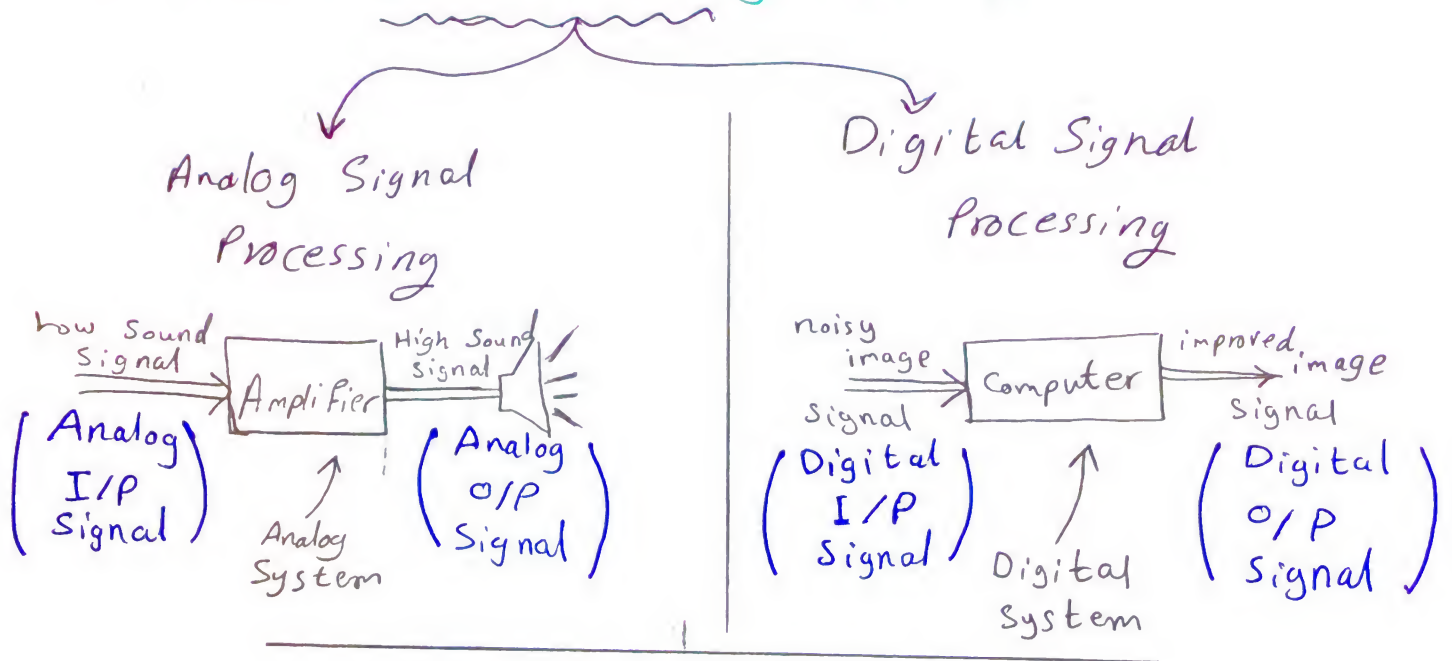 Analog Signal
Processing
Low Sound
Signal
Amplifier
High Sound
Signal
(Analog
I/P
Signal)
Analog
System
(Analog
O/P
Signal)
Digital Signal
Processing
noisy
image
Signal
Computer
improved
image
Signal
(Digital
I/P
Signal)
Digital
System
(Digital
O/P
Signal)